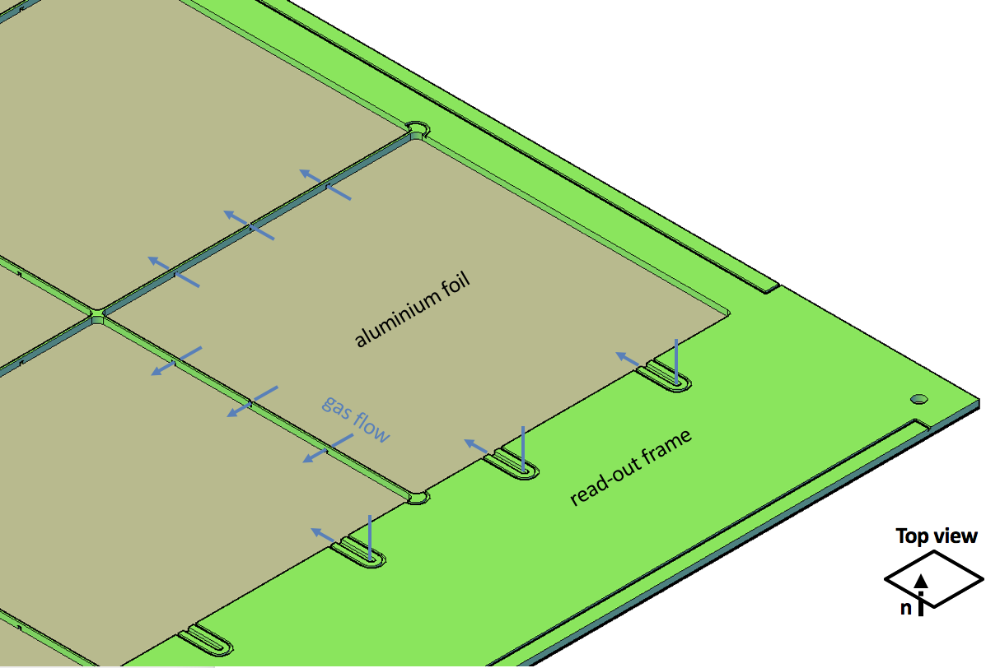 aluminium foil
gas flow
read-out frame
Top view
n